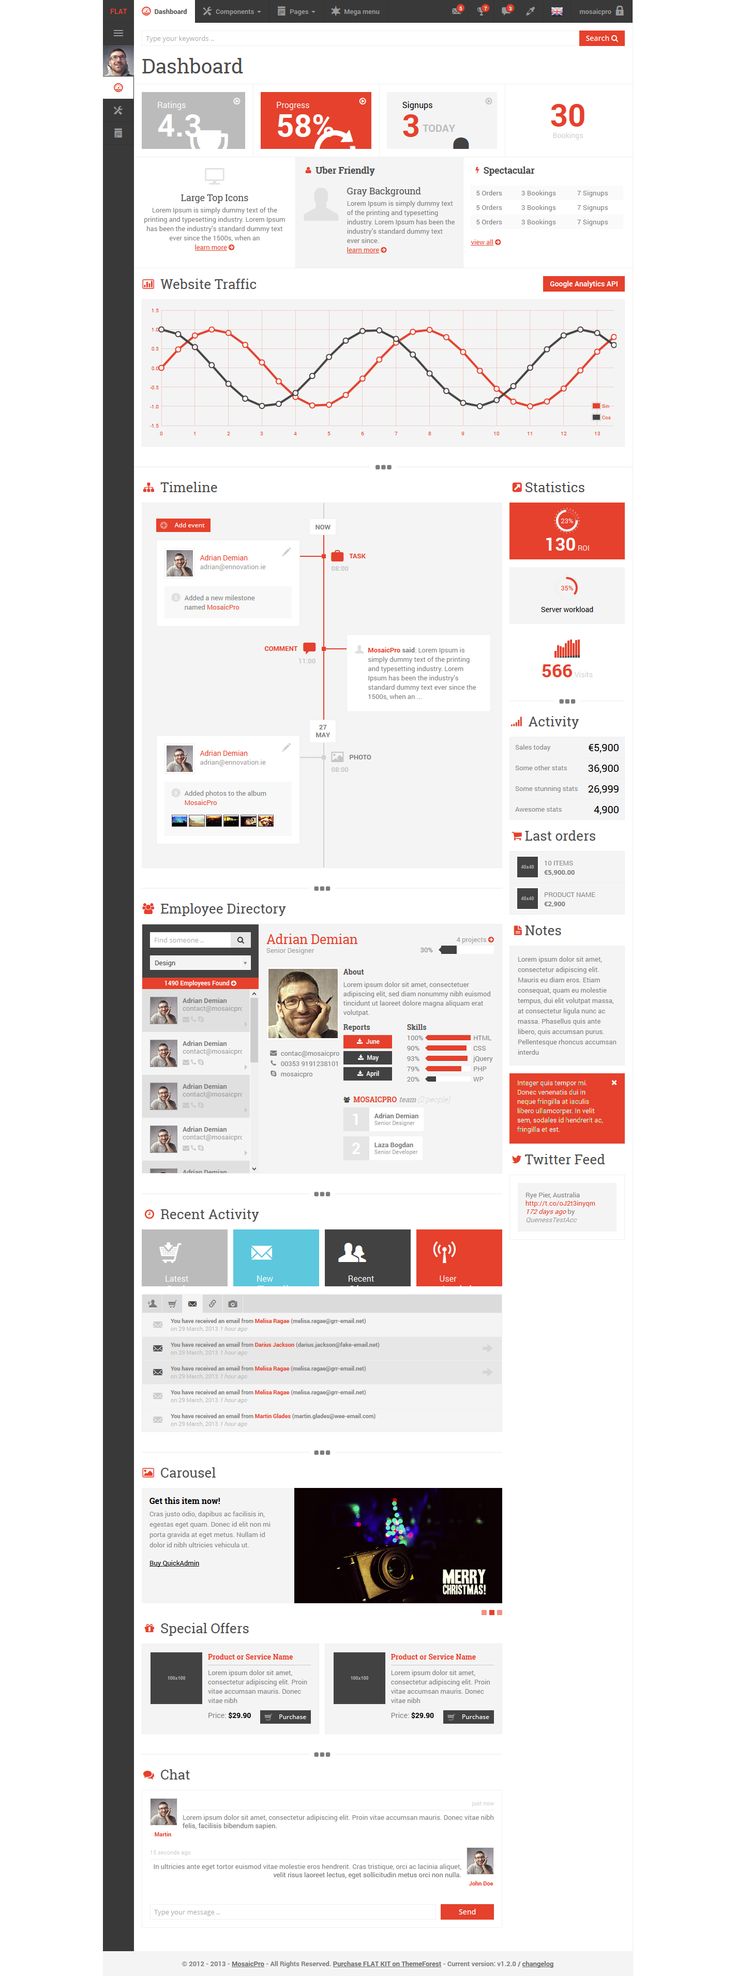 FLAT
Dashboard
Components
Pages
Mega menu
mosaicpro
Type your keywords ...
Search
Dashboard
Ratings
4.3
Progress
58%
Signups
3 TODAY
30
Bookings
Large Top Icons
Lorem Ipsum is simply dummy text of the
printing and typesetting industry. Lorem Ipsum
has been the industry's standard dummy text
ever since the 1500s, when an
learn more
Uber Friendly
Gray Background
Lorem Ipsum is simply dummy text
of the printing and typesetting
industry. Lorem Ipsum has been the
industry's standard dummy text
ever since.
learn more
Spectacular
5 Orders 3 Bookings 7 Signups
5 Orders 3 Bookings 7 Signups
5 Orders 3 Bookings 7 Signups
view all
Website Traffic
Google Analytics API
1.5
1.0
0.5
0.0
-0.5
-1.0
-1.5
0 1 2 3 4 5 6 7 8 9 10 11 12 13
Sin
Cos
Timeline
Add event
NOW
Adrian Demian
adrian@ennovation.ie
Added a new milestone
named MosaicPro
TASK
08:00
COMMENT
11:00
MosaicPro said: Lorem Ipsum is
simply dummy text of the printing
and typesetting industry. Lorem
Ipsum has been the industry's
standard dummy text ever since the
1500s, when an ...
27
MAY
Adrian Demian
adrian@ennovation.ie
Added photos to the album
MosaicPro
PHOTO
08:00
Statistics
23%
130 ROI
35%
Server workload
566 Visits
Activity
Sales today €5,900
Some other stats 36,900
Some stunning stats 26,999
Awesome stats 4,900
Last orders
40x40
10 ITEMS
€5,900.00
40x40
PRODUCT NAME
€2,900
Notes
Lorem ipsum dolor sit amet,
consectetur adipiscing elit.
Mauris eu diam eros. Etiam
consequat, quam eu molestie
tempus, dui elit volutpat massa,
at consectetur ligula nunc ac
massa. Phasellus quis ante
libero, quis accumsan purus.
Pellentesque rhoncus accumsan
interdu
Integer quis tempor mi.
Donec venenatis dui in
neque fringilla at iaculis
libero ullamcorper. In velit
sem, sodales id hendrerit ac,
fringilla et est.
Twitter Feed
Rye Pier, Australia
http://t.co/oJ2t3inyqm
172 days ago by
QuenessTestAcc
Employee Directory
Find someone ...
Design
1490 Employees Found
Adrian Demian
contact@mosaicpro
Adrian Demian
contact@mosaicpro
Adrian Demian
contact@mosaicpro
Adrian Demian
contact@mosaicpro
Adrian Demian
Adrian Demian
Senior Designer
4 projects
30%
contac@mosaicpro
00353 9191238101
mosaicpro
About
Lorem ipsum dolor sit amet, consectetuer
adipiscing elit, sed diam nonummy nibh euismod
tincidunt ut laoreet dolore magna aliquam erat
volutpat.
Reports
June
May
April
Skills
100% HTML
90% CSS
93% jQuery
79% PHP
20% WP
MOSAICPRO team (2 people)
1
Adrian Demian
Senior Designer
2
Laza Bogdan
Senior Developer
Recent Activity
Latest
New
Recent
User
You have received an email from Melisa Ragae (melisa.ragae@grr-email.net)
on 29 March, 2013 1 hour ago
You have received an email from Darius Jackson (darius.jackson@fake-email.net)
on 29 March, 2013 1 hour ago
You have received an email from Melisa Ragae (melisa.ragae@grr-email.net)
on 29 March, 2013 1 hour ago
You have received an email from Melisa Ragae (melisa.ragae@grr-email.net)
on 29 March, 2013 1 hour ago
You have received an email from Martin Glades (martin.glades@wee-email.com)
on 29 March, 2013 1 hour ago
Carousel
Get this item now!
Cras justo odio, dapibus ac facilisis in,
egestas eget quam. Donec id elit non mi
porta gravida at eget metus. Nullam id
dolor id nibh ultricies vehicula ut.
Buy QuickAdmin
MERRY
CHRISTMAS!
Special Offers
100x100
Product or Service Name
Lorem ipsum dolor sit amet,
consectetur adipiscing elit. Proin
vitae accumsan mauris. Donec
vitae nibh
Price: $29.90
Purchase
100x100
Product or Service Name
Lorem ipsum dolor sit amet,
consectetur adipiscing elit. Proin
vitae accumsan mauris. Donec
vitae nibh
Price: $29.90
Purchase
Chat
just now
Lorem ipsum dolor sit amet, consectetur adipiscing elit. Proin vitae accumsan mauris. Donec vitae nibh
felis, facilisis bibendum sapien.
Martin
15 seconds ago
In ultricies ante eget tortor euismod vitae molestie eros hendrerit. Cras tristique, orci ac lacinia aliquet,
velit risus laoreet lectus, eget sollicitudin metus orci non nulla.
John Doe
Type your message ...
Send
© 2012 - 2013 - MosaicPro - All Rights Reserved. Purchase FLAT KIT on ThemeForest - Current version: v1.2.0 / changelog